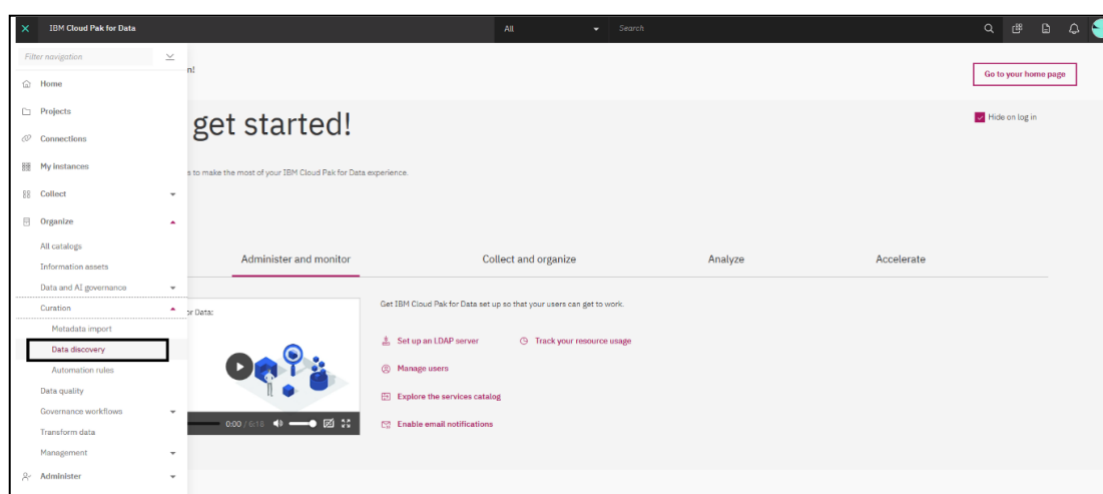 IBM Cloud Pak for Data
All
Search
Filter navigation
n!
Go to your home page
Home
Projects
get started!
Hide on log in
Connections
My instances
s to make the most of your IBM Cloud Pak for Data experience.
Collect
Organize
All catalogs
Information assets
Administer and monitor
Collect and organize
Analyze
Accelerate
Data and AI governance
Curation
or Data:
Get IBM Cloud Pak for Data set up so that your users can get to work.
Metadata import
Data discovery
Set up an LDAP server
Track your resource usage
Automation rules
Manage users
Data quality
Explore the services catalog
Governance workflows
0:00 / 6:18
Enable email notifications
Transform data
Management
Administer